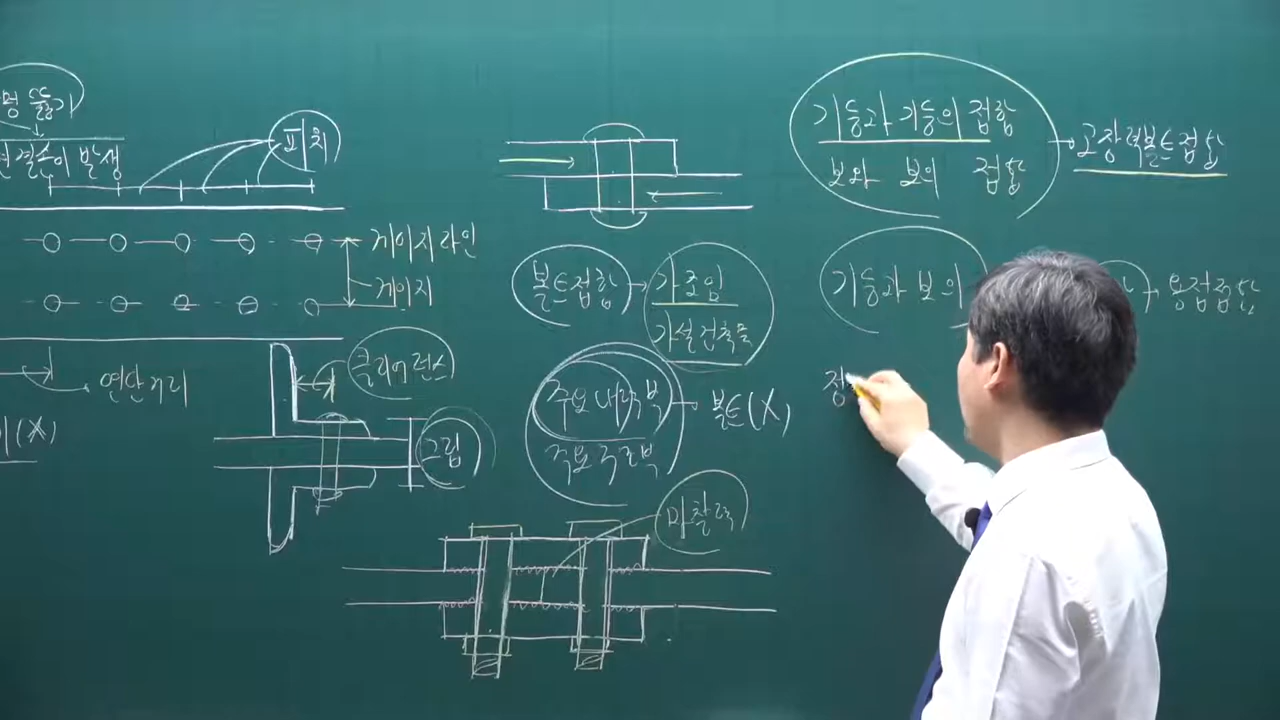 피치
게이지라인
게이지
연단거리
(X)
클리어런스
그립
볼트접합
가조임
가설건축물
주요내력벽
주요구조벽
볼트(X)
마찰력
기둥과 기둥의 접합
보와 보의 접합
고장력볼트접합
기둥과 보의
용접접합